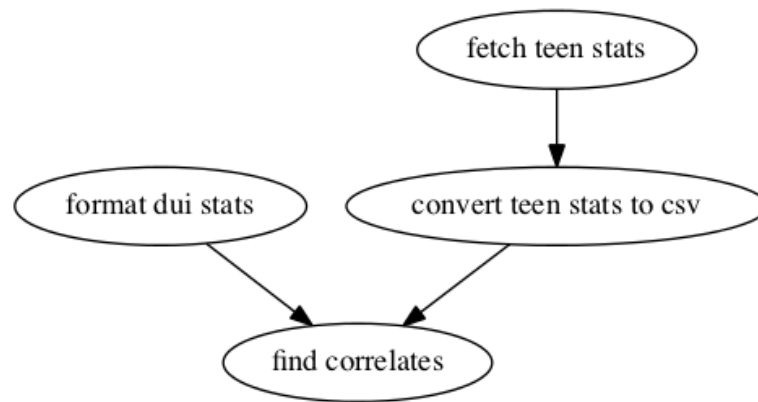 fetch teen stats
format dui stats
convert teen stats to csv
find correlates